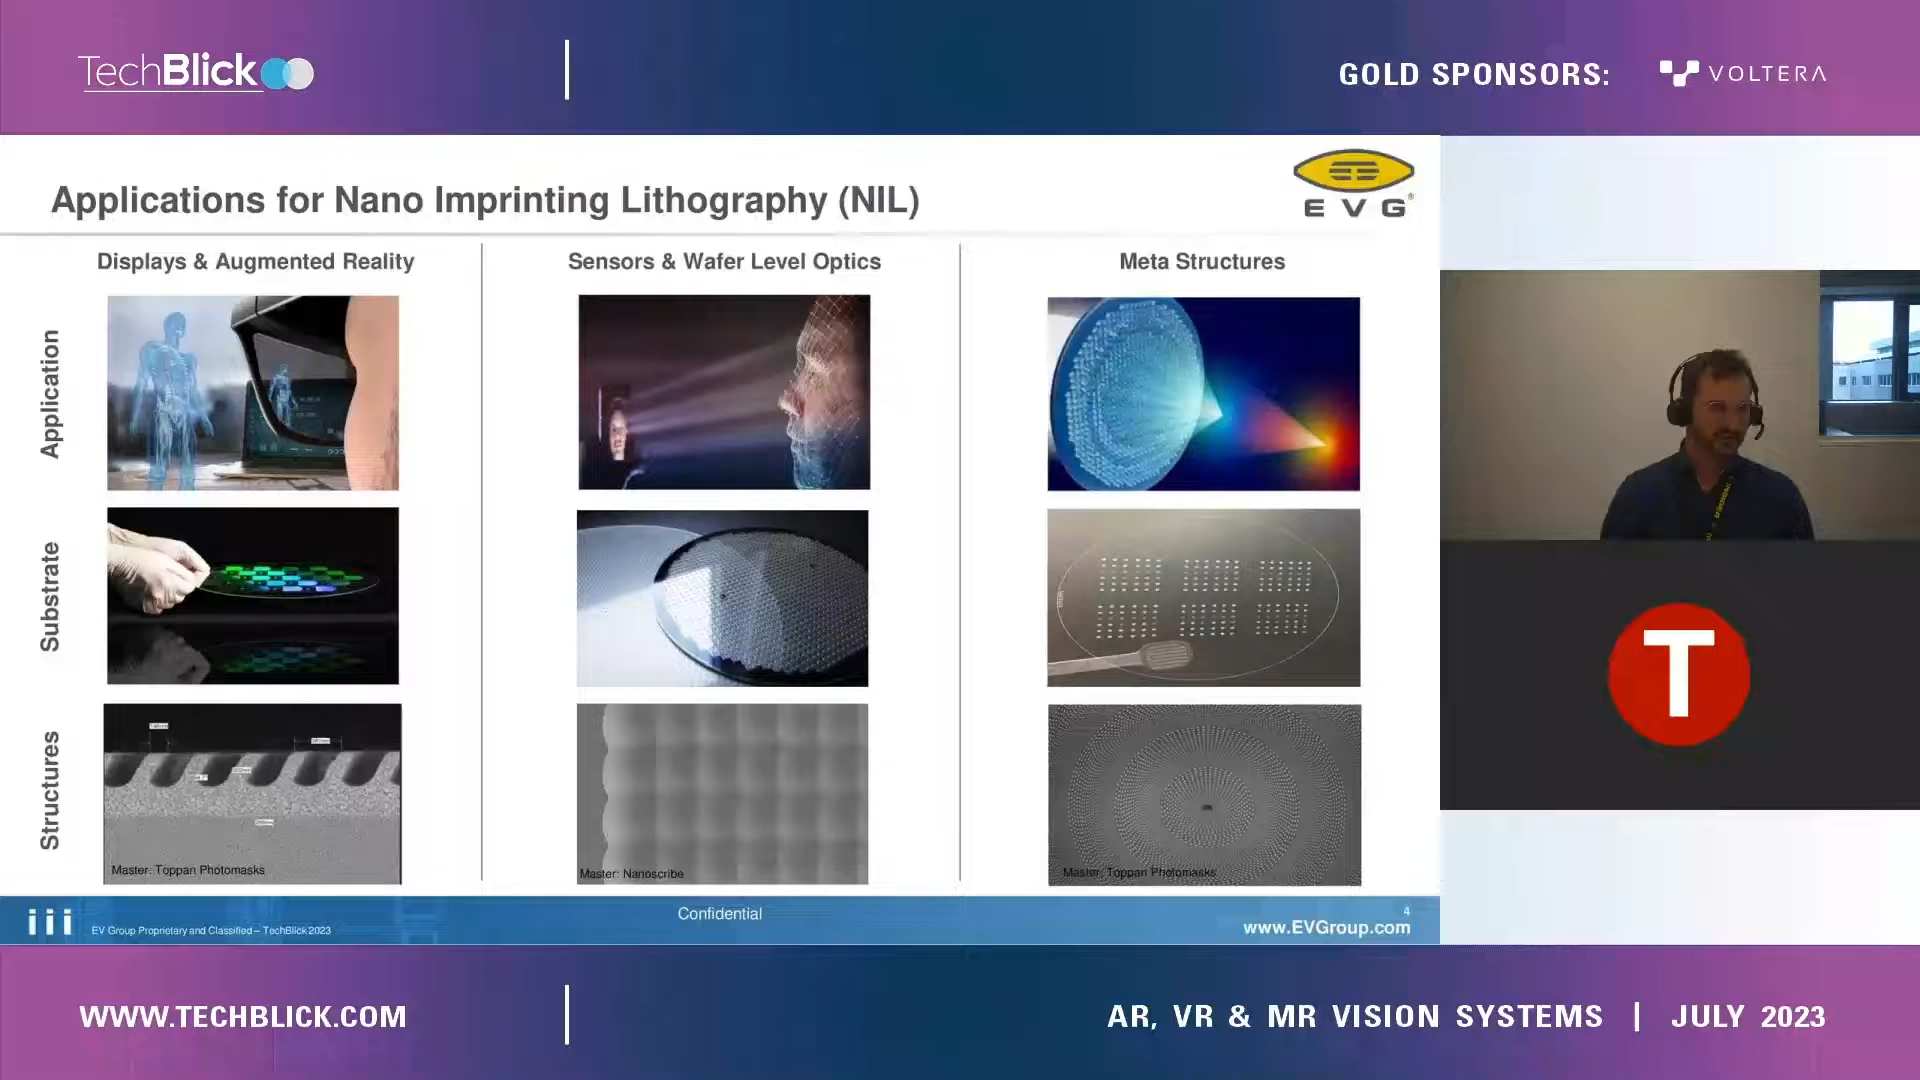 TechBlick
GOLD SPONSORS:
VOLTERA
Applications for Nano Imprinting Lithography (NIL)
EVG®
Displays & Augmented Reality
Sensors & Wafer Level Optics
Meta Structures
Application
Substrate
Structures
Master: Toppan Photomasks
Master: Nanoscribe
Master: Toppan Photomasks
iii
EV Group Proprietary and Classified – TechBlick 2023
Confidential
4
www.EVGroup.com
T
WWW.TECHBLICK.COM
AR, VR & MR VISION SYSTEMS | JULY 2023